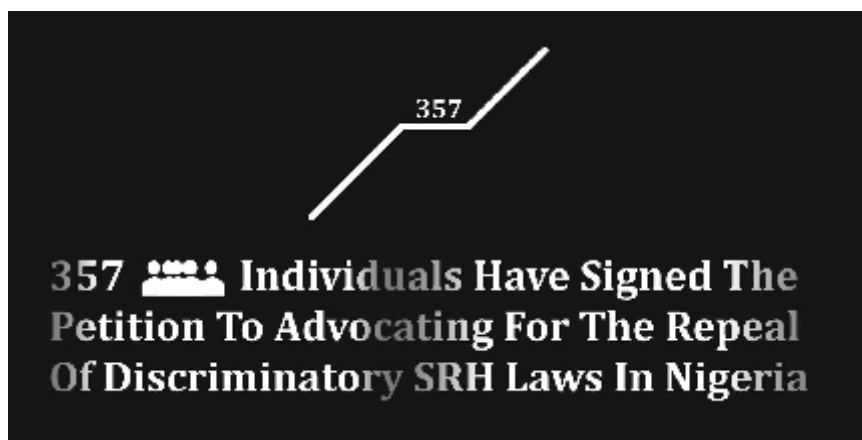 357
357 Individuals Have Signed The
Petition To Advocating For The Repeal
Of Discriminatory SRH Laws In Nigeria